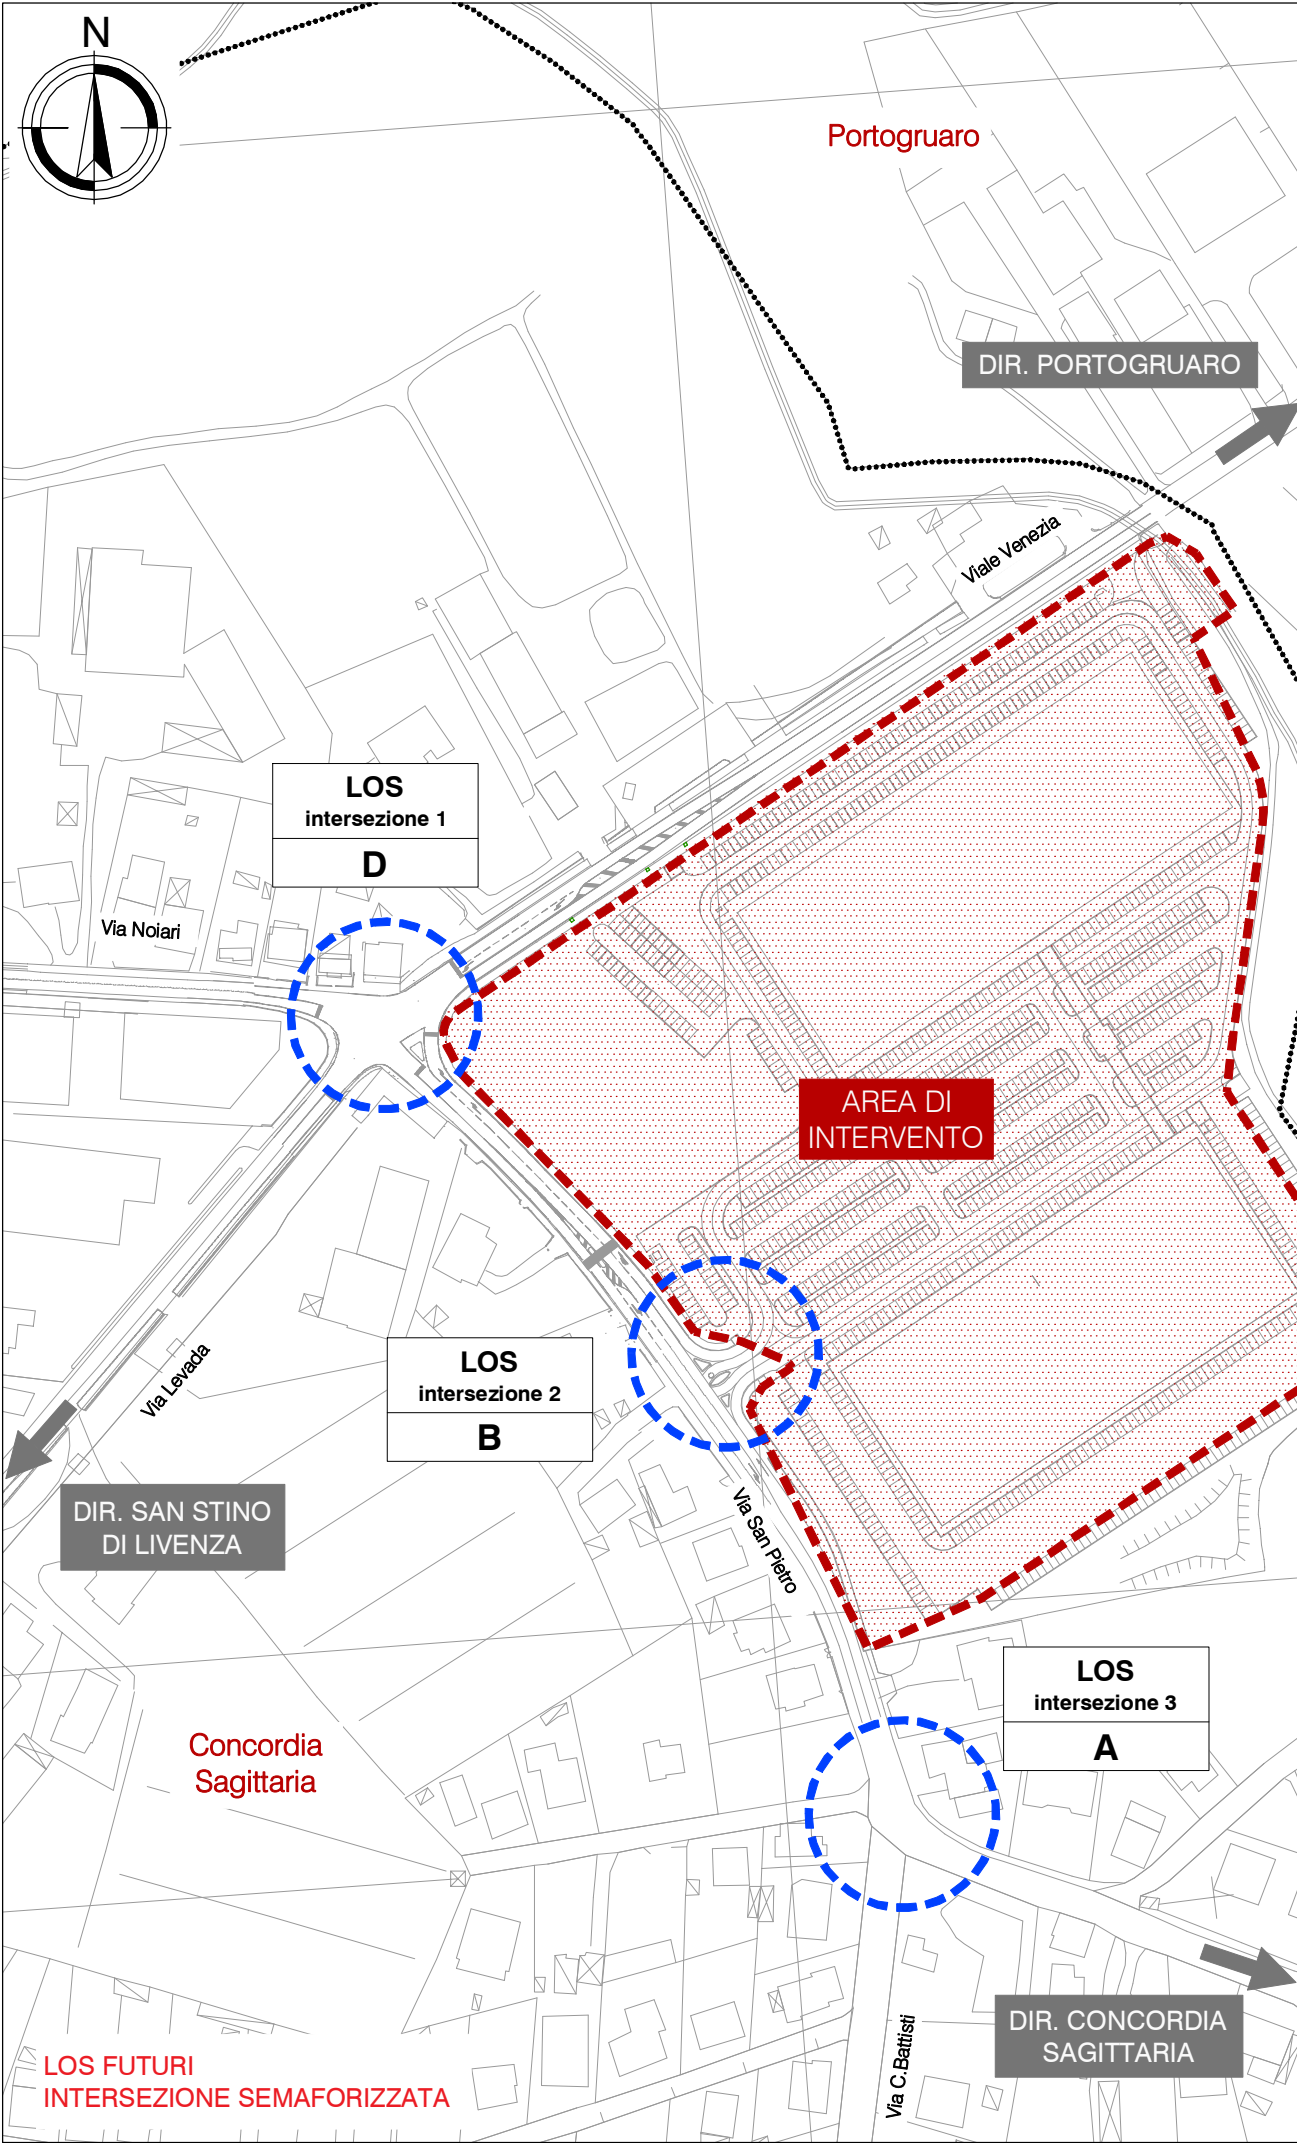 N
Portogruaro
DIR. PORTOGRUARO
Viale Venezia
LOS
intersezione 1
D
Via Noiari
AREA DI
INTERVENTO
LOS
intersezione 2
B
Via Levada
DIR. SAN STINO
DI LIVENZA
Via San Pietro
LOS
intersezione 3
A
Concordia
Sagittaria
DIR. CONCORDIA
SAGITTARIA
Via C.Battisti
LOS FUTURI
INTERSEZIONE SEMAFORIZZATA